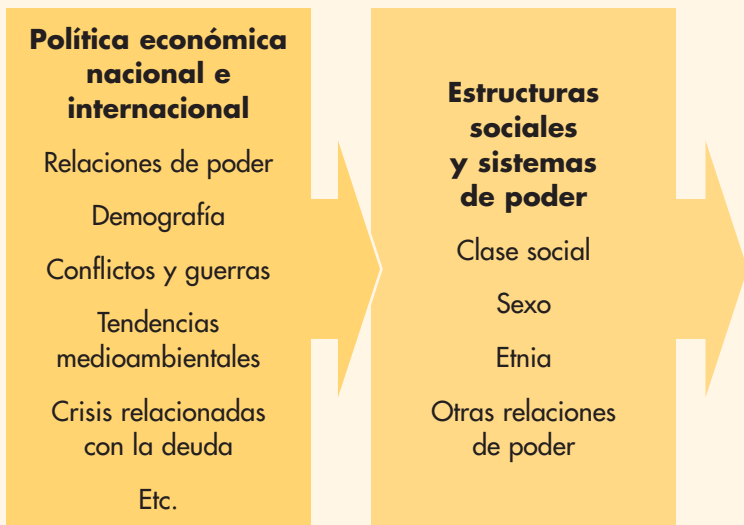 Política económica
nacional e
internacional
Relaciones de poder
Demografía
Conflictos y guerras
Tendencias
medioambientales
Crisis relacionadas
con la deuda
Etc.
Estructuras
sociales
y sistemas
de poder
Clase social
Sexo
Etnia
Otras relaciones
de poder